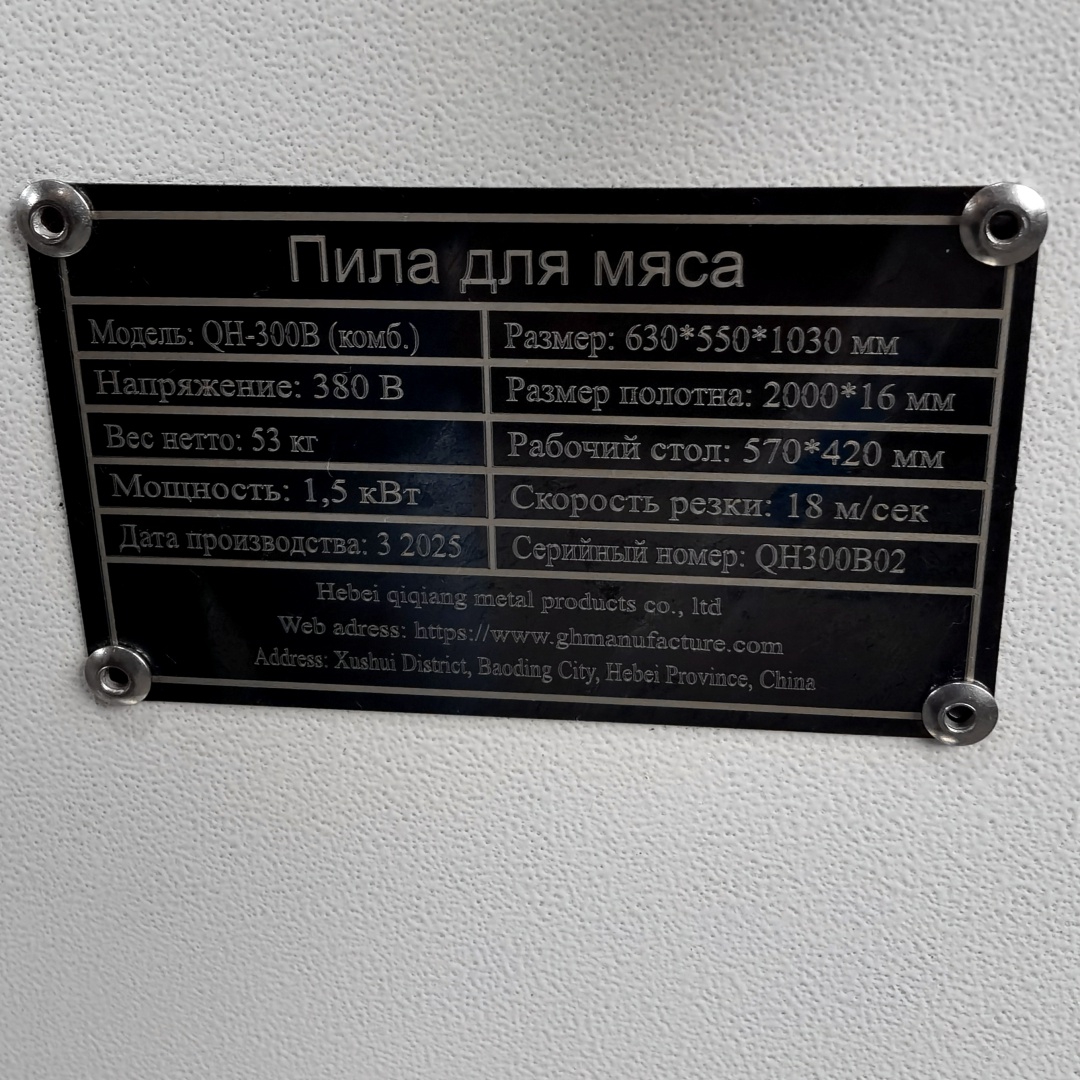 Пила для мяса
Модель: QH-300B (комб.)
Размер: 630*550*1030 мм
Напряжение: 380 В
Размер полотна: 2000*16 мм
Вес нетто: 53 кг
Рабочий стол: 570*420 мм
Мощность: 1,5 кВт
Скорость резки: 18 м/сек
Дата производства: 3 2025
Серийный номер: QH300B02
Hebei qiqiang metal products co., ltd
Web adress: https://www.ghmanufacture.com
Address: Xushui District, Baoding City, Hebei Province, China